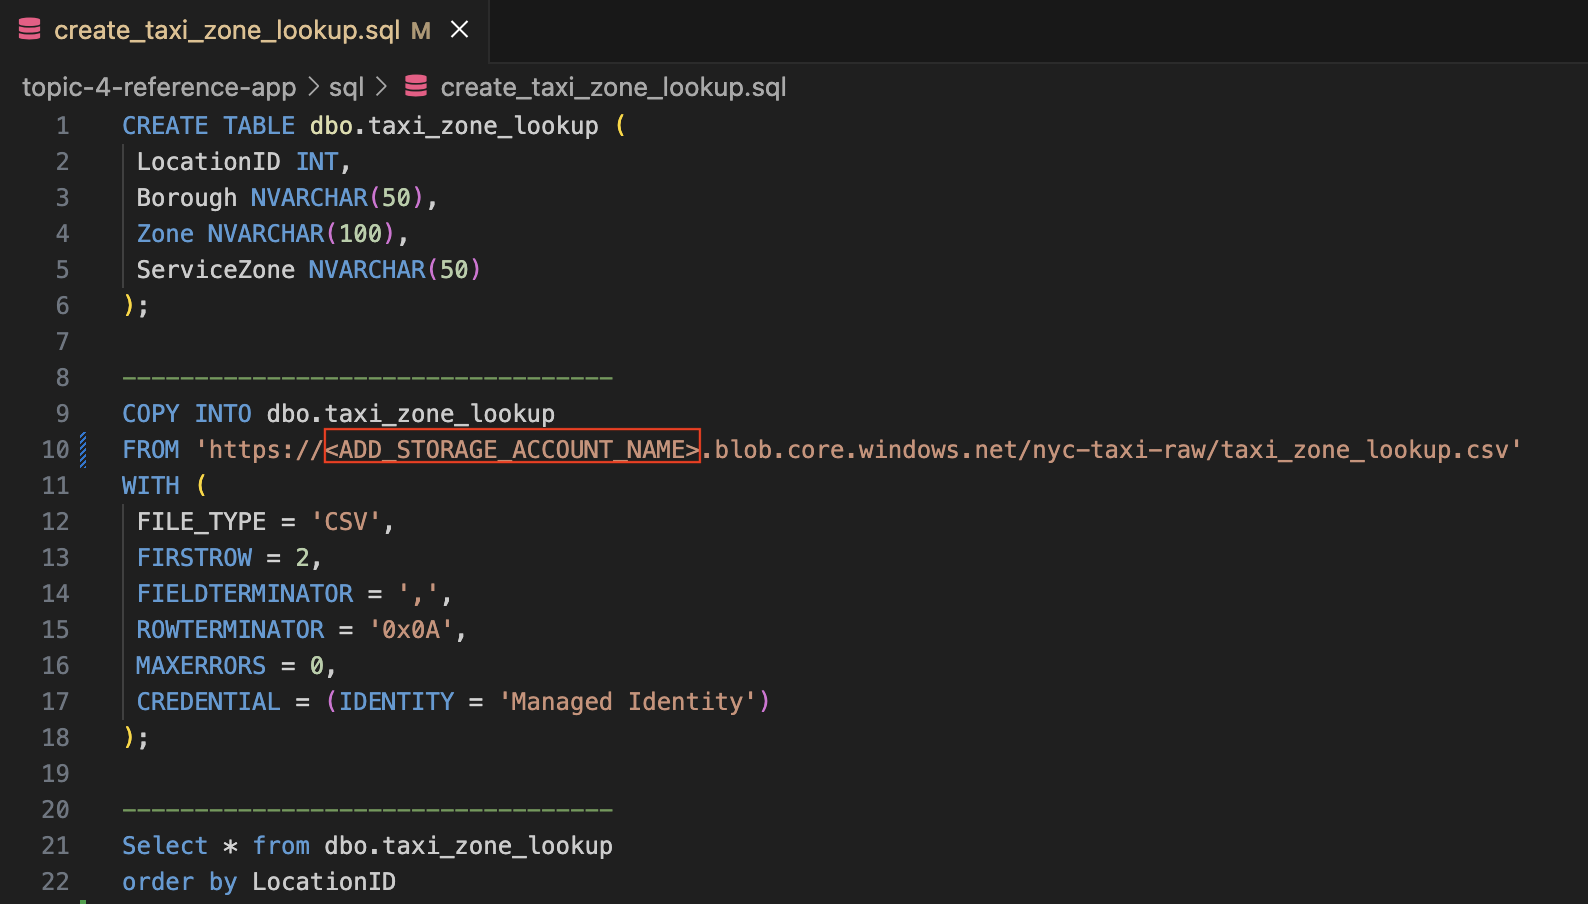 create_taxi_zone_lookup.sql M
topic-4-reference-app > sql > create_taxi_zone_lookup.sql
1 CREATE TABLE dbo.taxi_zone_lookup (
2 LocationID INT,
3 Borough NVARCHAR(50),
4 Zone NVARCHAR(100),
5 ServiceZone NVARCHAR(50)
6 );
7
8 ----------------------------------
9 COPY INTO dbo.taxi_zone_lookup
10 FROM 'https://<ADD_STORAGE_ACCOUNT_NAME>.blob.core.windows.net/nyc-taxi-raw/taxi_zone_lookup.csv'
11 WITH (
12 FILE_TYPE = 'CSV',
13 FIRSTROW = 2,
14 FIELDTERMINATOR = ',',
15 ROWTERMINATOR = '0x0A',
16 MAXERRORS = 0,
17 CREDENTIAL = (IDENTITY = 'Managed Identity')
18 );
19
20 ----------------------------------
21 Select * from dbo.taxi_zone_lookup
22 order by LocationID